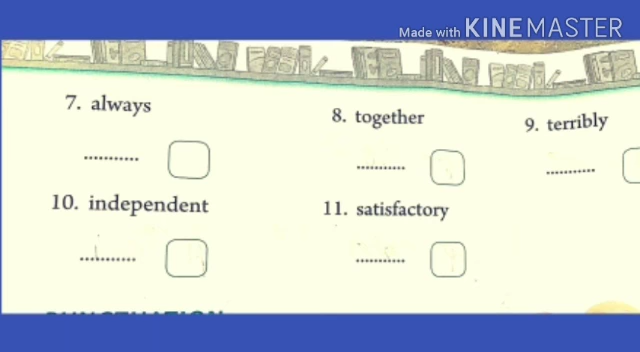 Made with KINEMASTER
7. always
8. together
9. terribly
10. independent
11. satisfactory